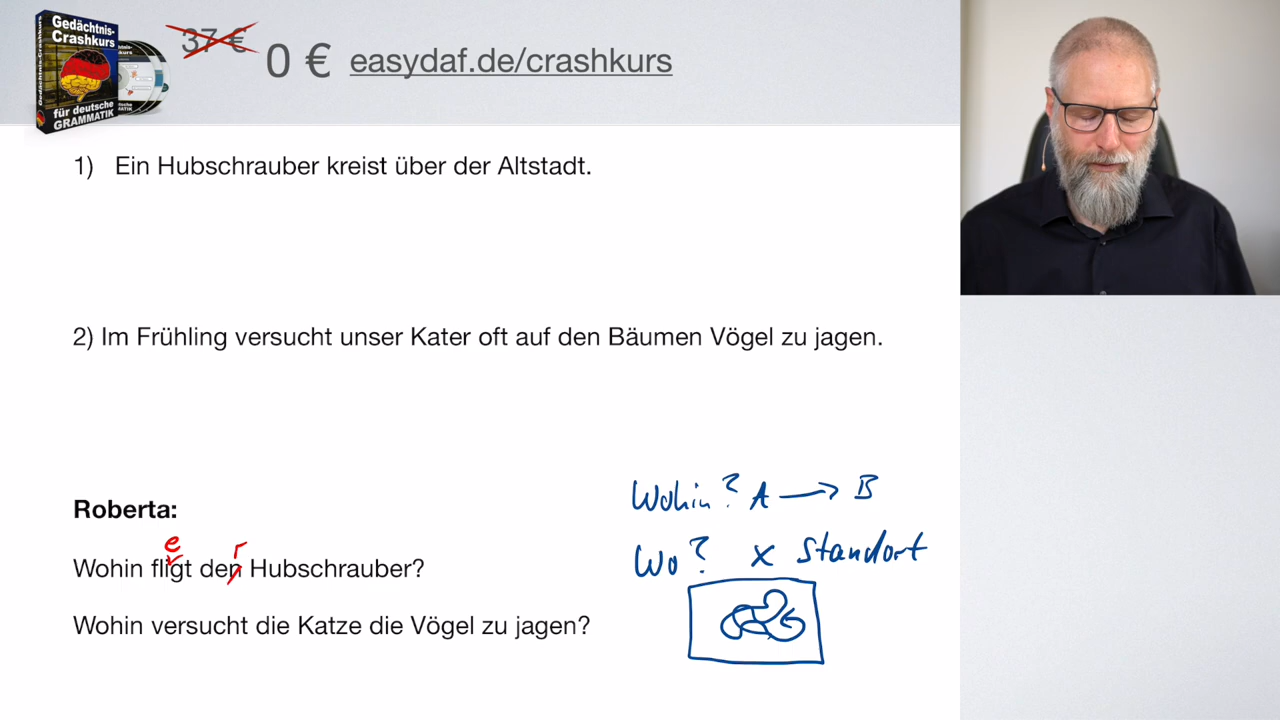 Gedächtnis-
Crashkurs
für deutsche
GRAMMATIK
37 €
0 € easydaf.de/crashkurs
1) Ein Hubschrauber kreist über der Altstadt.
2) Im Frühling versucht unser Kater oft auf den Bäumen Vögel zu jagen.
Roberta:
e r
Wohin fligt den Hubschrauber?
Wohin versucht die Katze die Vögel zu jagen?
Wohin? A → B
Wo? x Standort